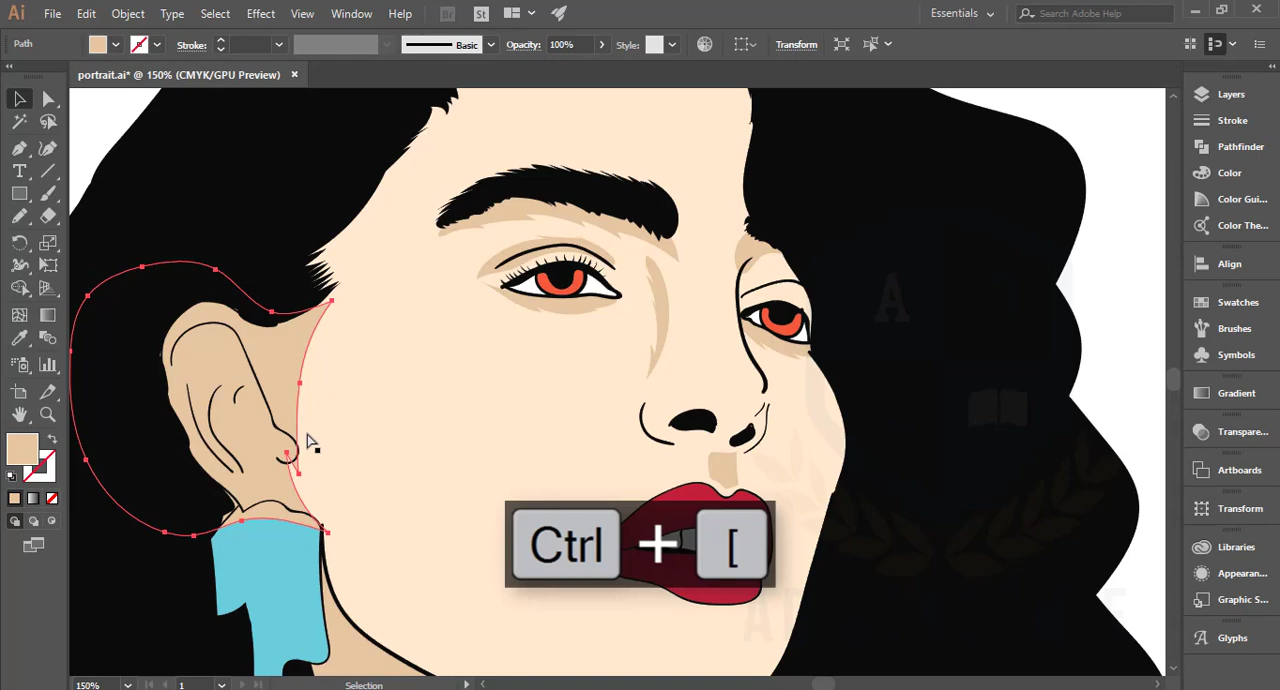 Ai File Edit Object Type Select Effect View Window Help Br St Essentials Search Adobe Help
Path Stroke: Basic Opacity: 100% Style: Transform
portrait.ai* @ 150% (CMYK/GPU Preview) ×
Layers
Stroke
Pathfinder
Color
Color Gui...
Color The...
Align
Swatches
Brushes
Symbols
Gradient
Transpare...
Artboards
Transform
Libraries
Appearan...
Graphic S...
Glyphs
A
Ctrl + [
150% 1 Selection